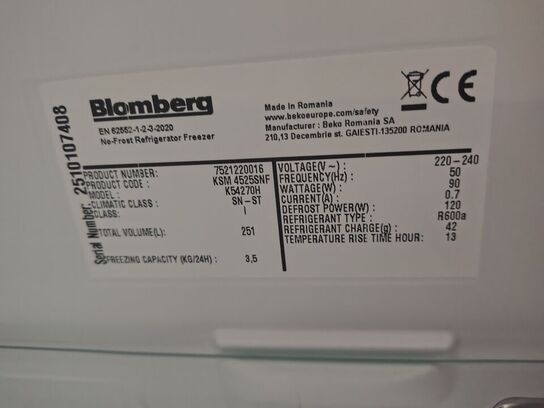 Blomberg
EN 62552-1-2-3-2020
No-Frost Refrigerator Freezer
Made in Romania
www.bekoeurope.com/safety
Manufacturer : Beko Romania SA
210,13 Decembrie st. GAIESTI-135200 ROMANIA
CE
Serial Number: 2510107408
PRODUCT NUMBER : 7521220016
PRODUCT CODE : KSM 4525SNF
MODEL : K54270H
CLIMATIC CLASS : SN-ST
CLASS : I
TOTAL VOLUME(L): 251
FREEZING CAPACITY (KG/24H) : 3,5
VOLTAGE(V ~) : 220-240
FREQUENCY(Hz) : 50
WATTAGE(W) : 90
CURRENT(A) : 0.7
DEFROST POWER(W) : 120
REFRIGERANT TYPE : R600a
REFRIGERANT CHARGE(g) : 42
TEMPERATURE RISE TIME HOUR: 13